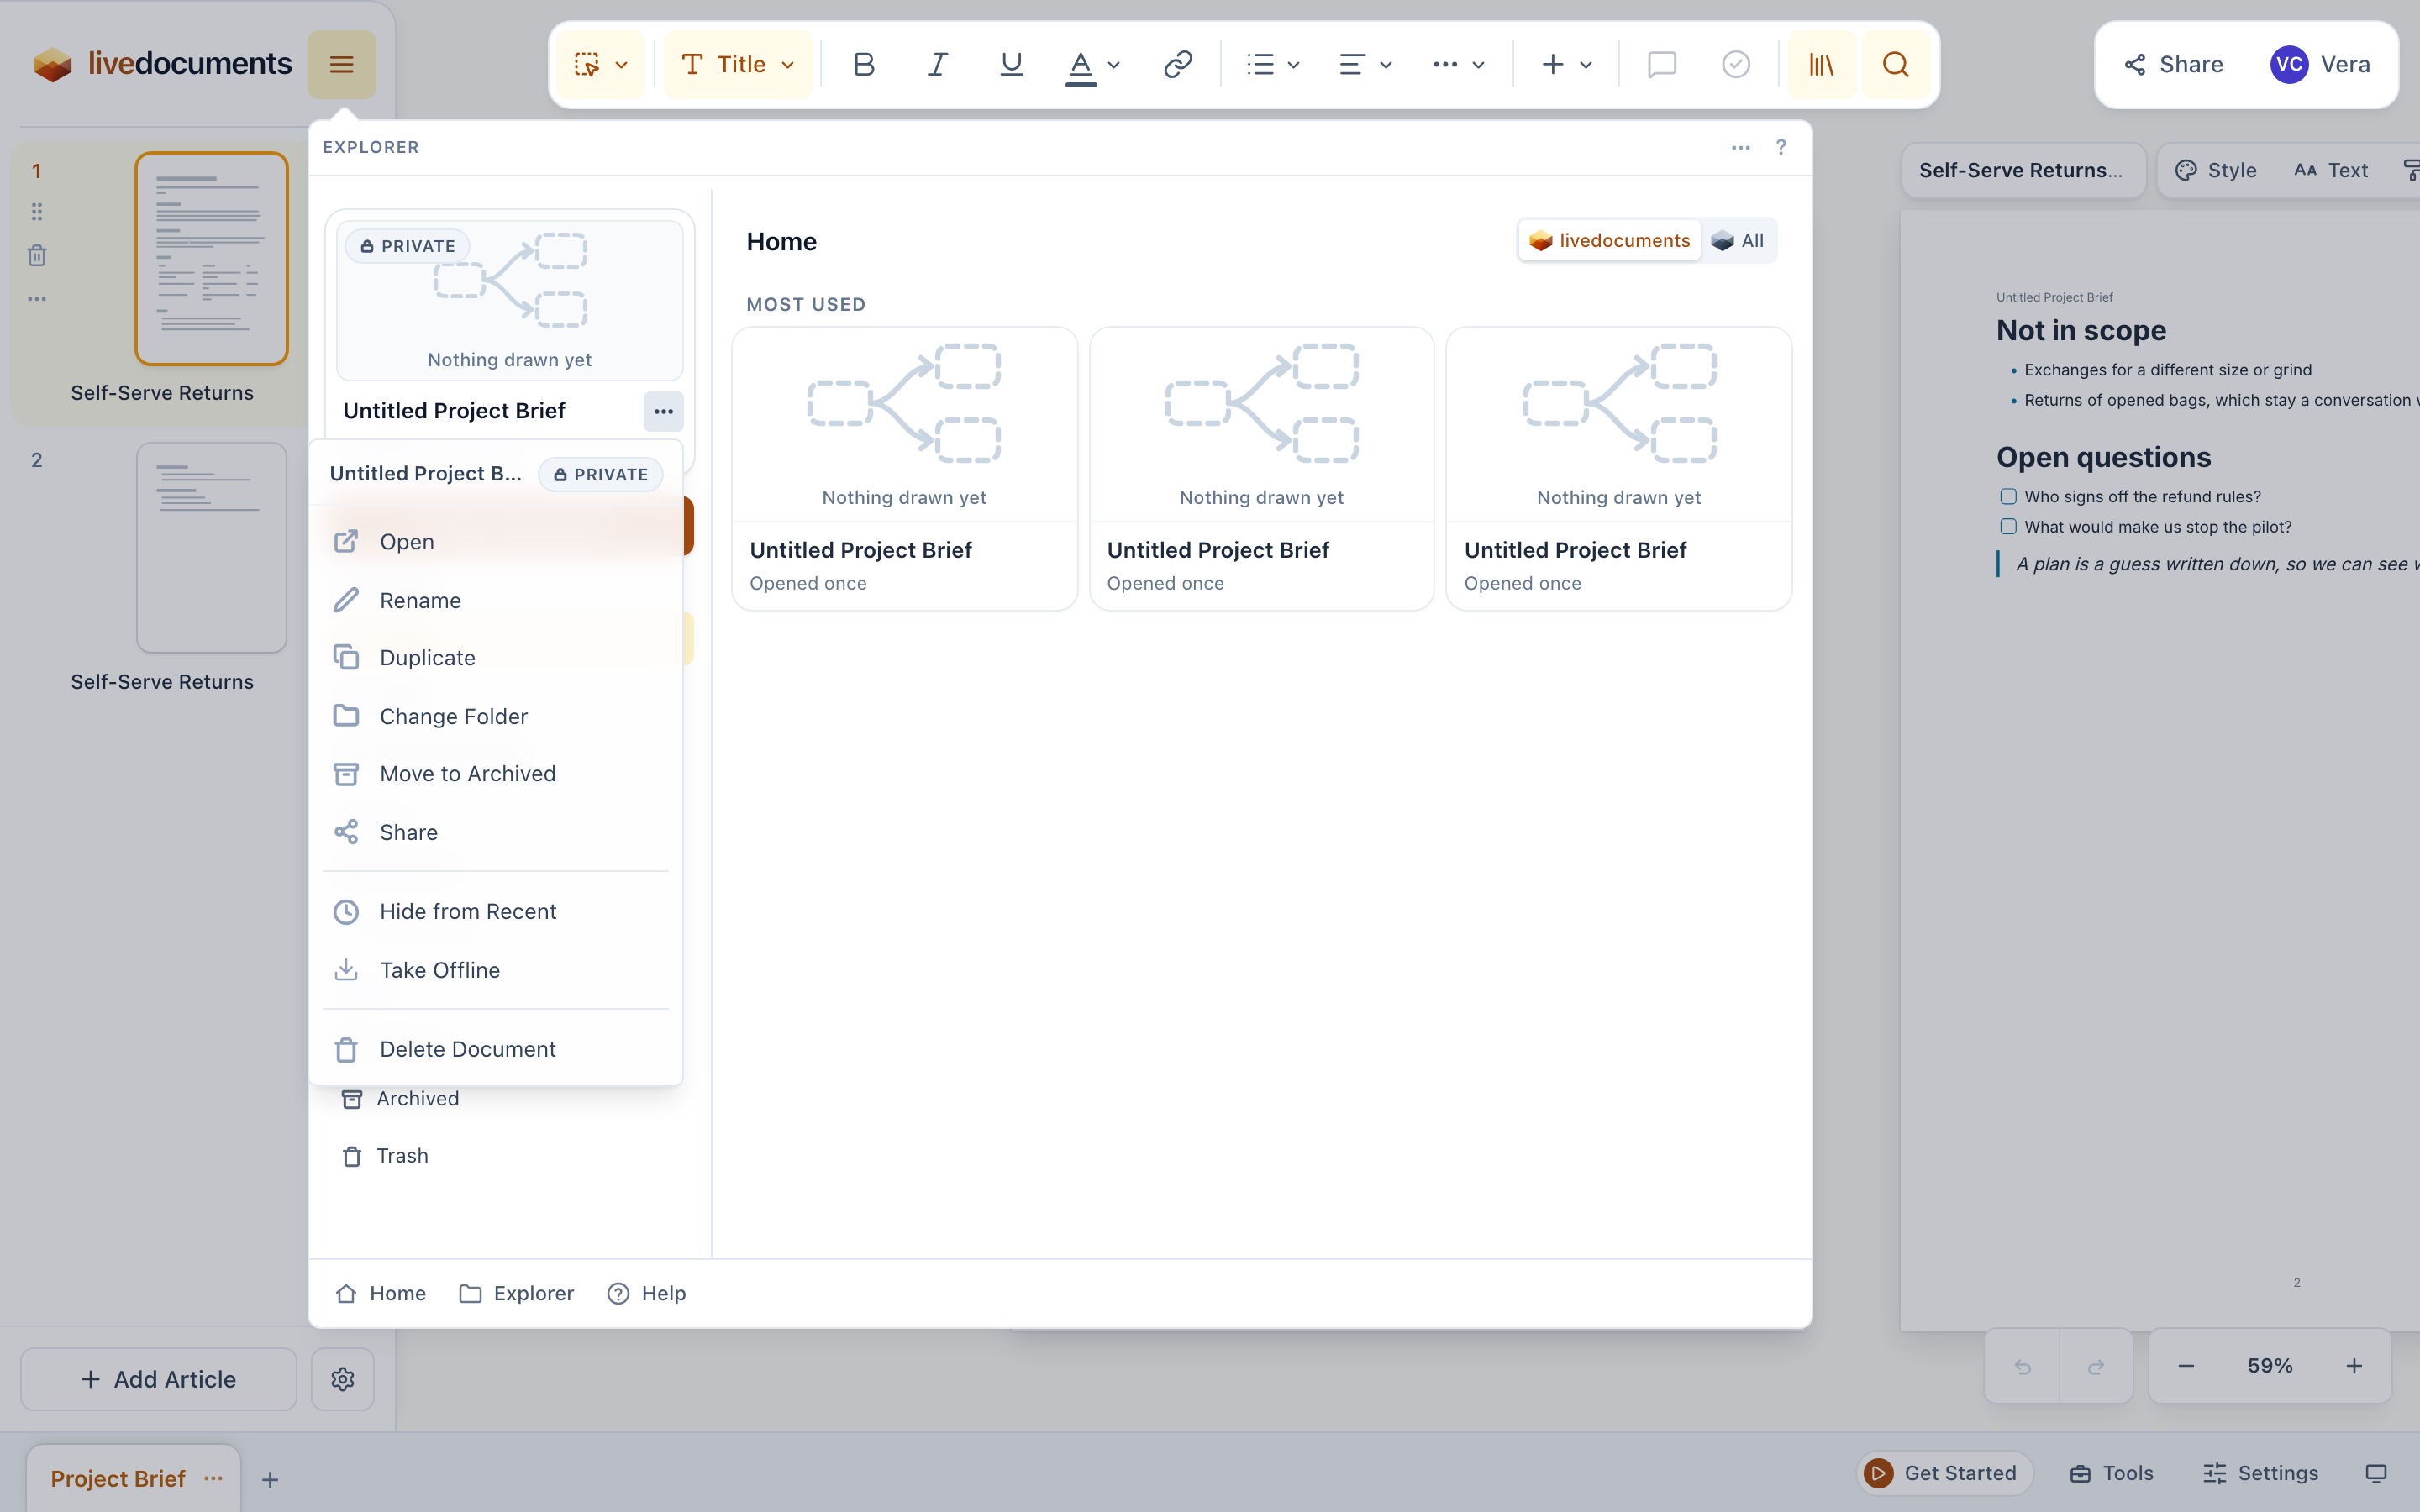 livedocuments
Title
Share
VC
Vera
EXPLORER
?
1
Self-Serve Returns
2
Self-Serve Returns
PRIVATE
Nothing drawn yet
Untitled Project Brief
Untitled Project B...
PRIVATE
Open
Rename
Duplicate
Change Folder
Move to Archived
Share
Hide from Recent
Take Offline
Delete Document
Archived
Trash
Home
livedocuments
All
MOST USED
Nothing drawn yet
Untitled Project Brief
Opened once
Nothing drawn yet
Untitled Project Brief
Opened once
Nothing drawn yet
Untitled Project Brief
Opened once
Home
Explorer
Help
Self-Serve Returns...
Style
Text
Untitled Project Brief
Not in scope
• Exchanges for a different size or grind
• Returns of opened bags, which stay a conversation
Open questions
Who signs off the refund rules?
What would make us stop the pilot?
A plan is a guess written down, so we can see
2
59%
Add Article
Project Brief
Get Started
Tools
Settings